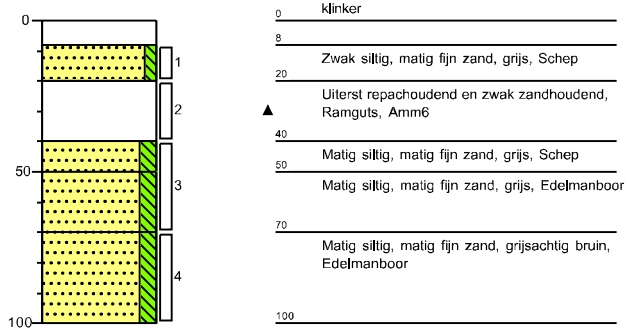 0
50
100
1
2
3
4
0
klinker
8
Zwak siltig, matig fijn zand, grijs, Schep
20
Uiterst repachoudend en zwak zandhoudend,
Ramguts, Amm6
40
Matig siltig, matig fijn zand, grijs, Schep
50
Matig siltig, matig fijn zand, grijs, Edelmanboor
70
Matig siltig, matig fijn zand, grijsachtig bruin,
Edelmanboor
100